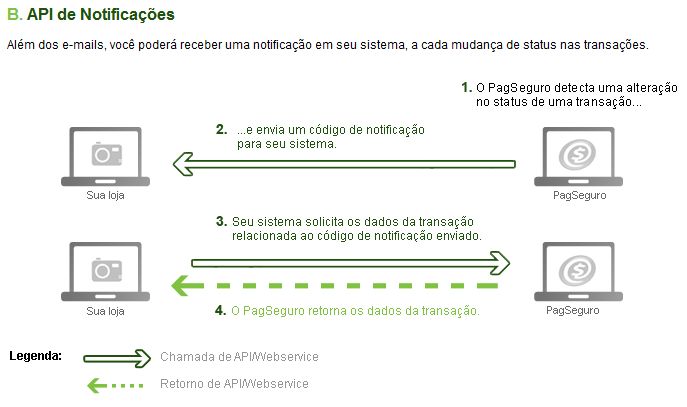 B. API de Notificações
Além dos e-mails, você poderá receber uma notificação em seu sistema, a cada mudança de status nas transações.
1. O PagSeguro detecta uma alteração
no status de uma transação...
2. ...e envia um código de notificação
para seu sistema.
Sua loja
PagSeguro
3. Seu sistema solicita os dados da transação
relacionada ao código de notificação enviado.
Sua loja
4. O PagSeguro retorna os dados da transação.
PagSeguro
Legenda:
Chamada de API/Webservice
Retorno de API/Webservice